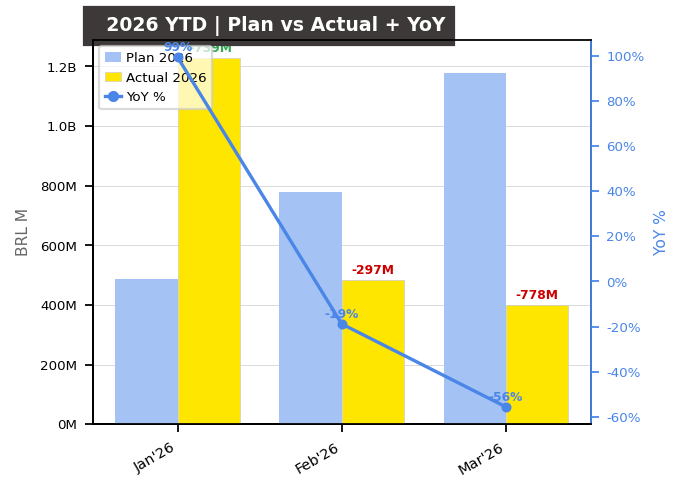 2026 YTD | Plan vs Actual + YoY
99%
739M
Plan 2026
Actual 2026
YoY %
1.2B
1.0B
800M
600M
400M
200M
0M
BRL M
-297M
-19%
-778M
-56%
100%
80%
60%
40%
20%
0%
-20%
-40%
-60%
YoY %
Jan'26
Feb'26
Mar'26